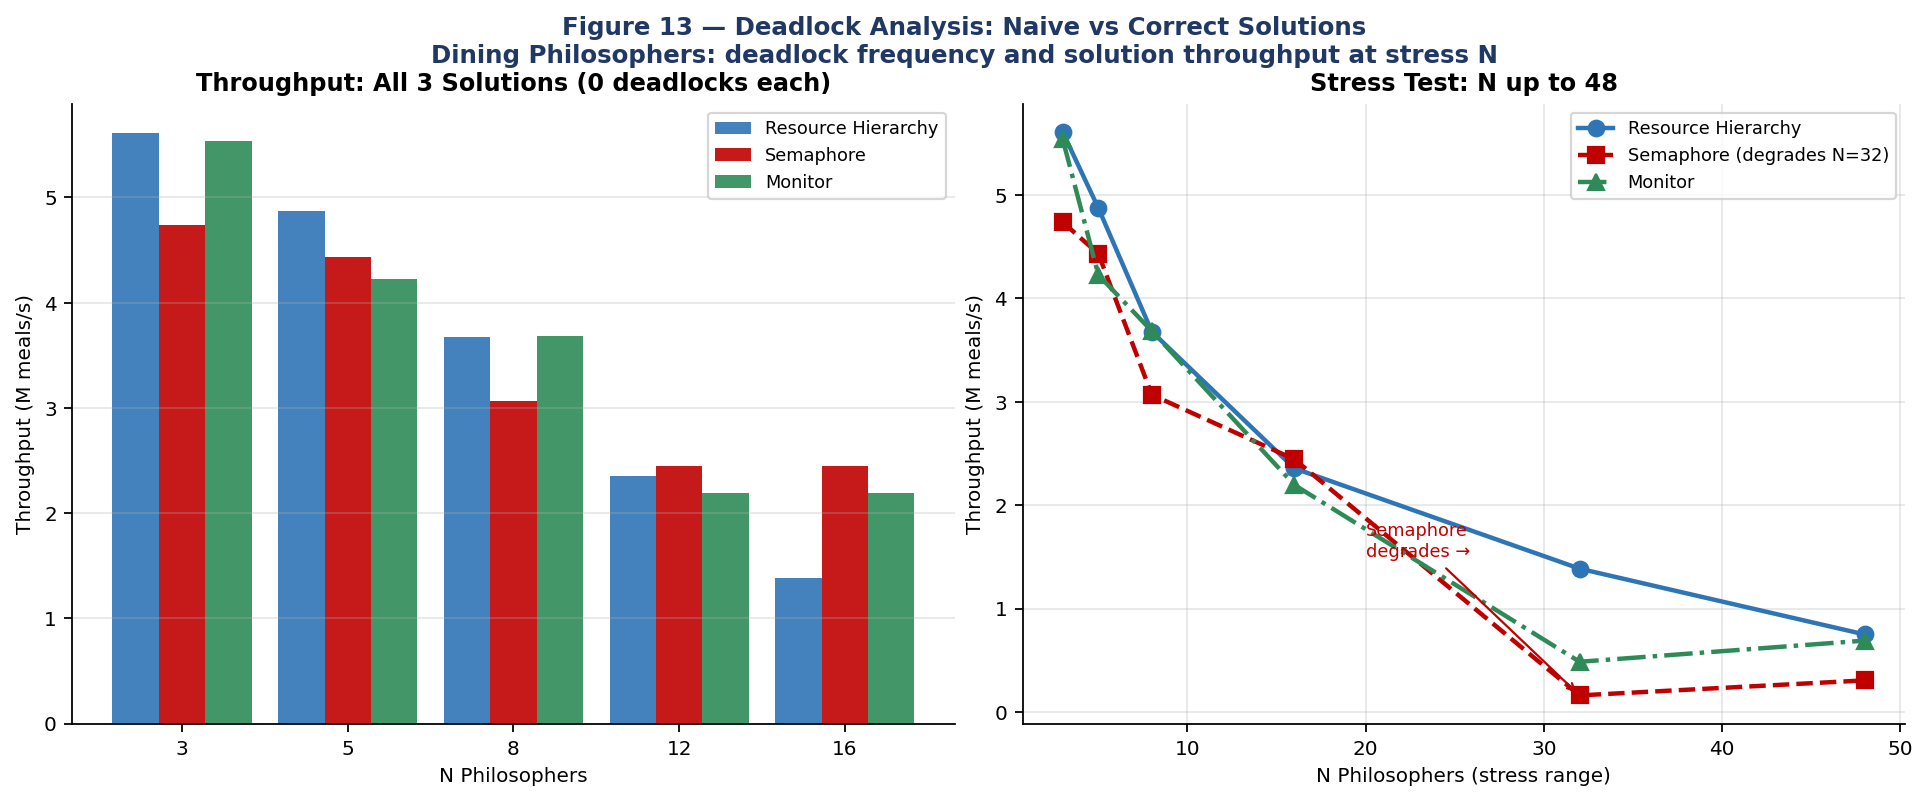 Figure 13 — Deadlock Analysis: Naive vs Correct Solutions
Dining Philosophers: deadlock frequency and solution throughput at stress N
Throughput: All 3 Solutions (0 deadlocks each)
Resource Hierarchy
Semaphore
Monitor
Throughput (M meals/s)
5
4
3
2
1
0
3
5
8
12
16
N Philosophers
Stress Test: N up to 48
Resource Hierarchy
Semaphore (degrades N=32)
Monitor
Throughput (M meals/s)
5
4
3
2
1
0
Semaphore
degrades →
10
20
30
40
50
N Philosophers (stress range)